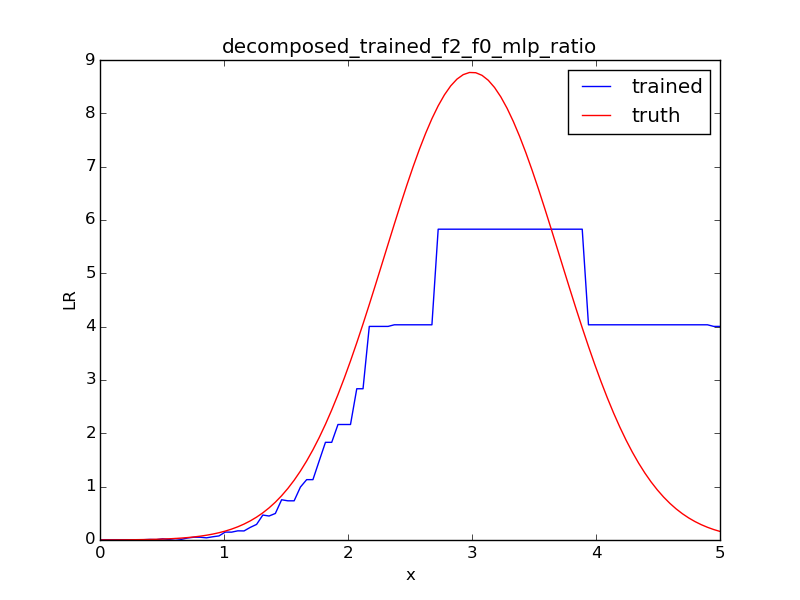 decomposed_trained_f2_f0_mlp_ratio
9
8
7
6
5
4
3
2
1
0
LR
trained
truth
0 1 2 3 4 5
x